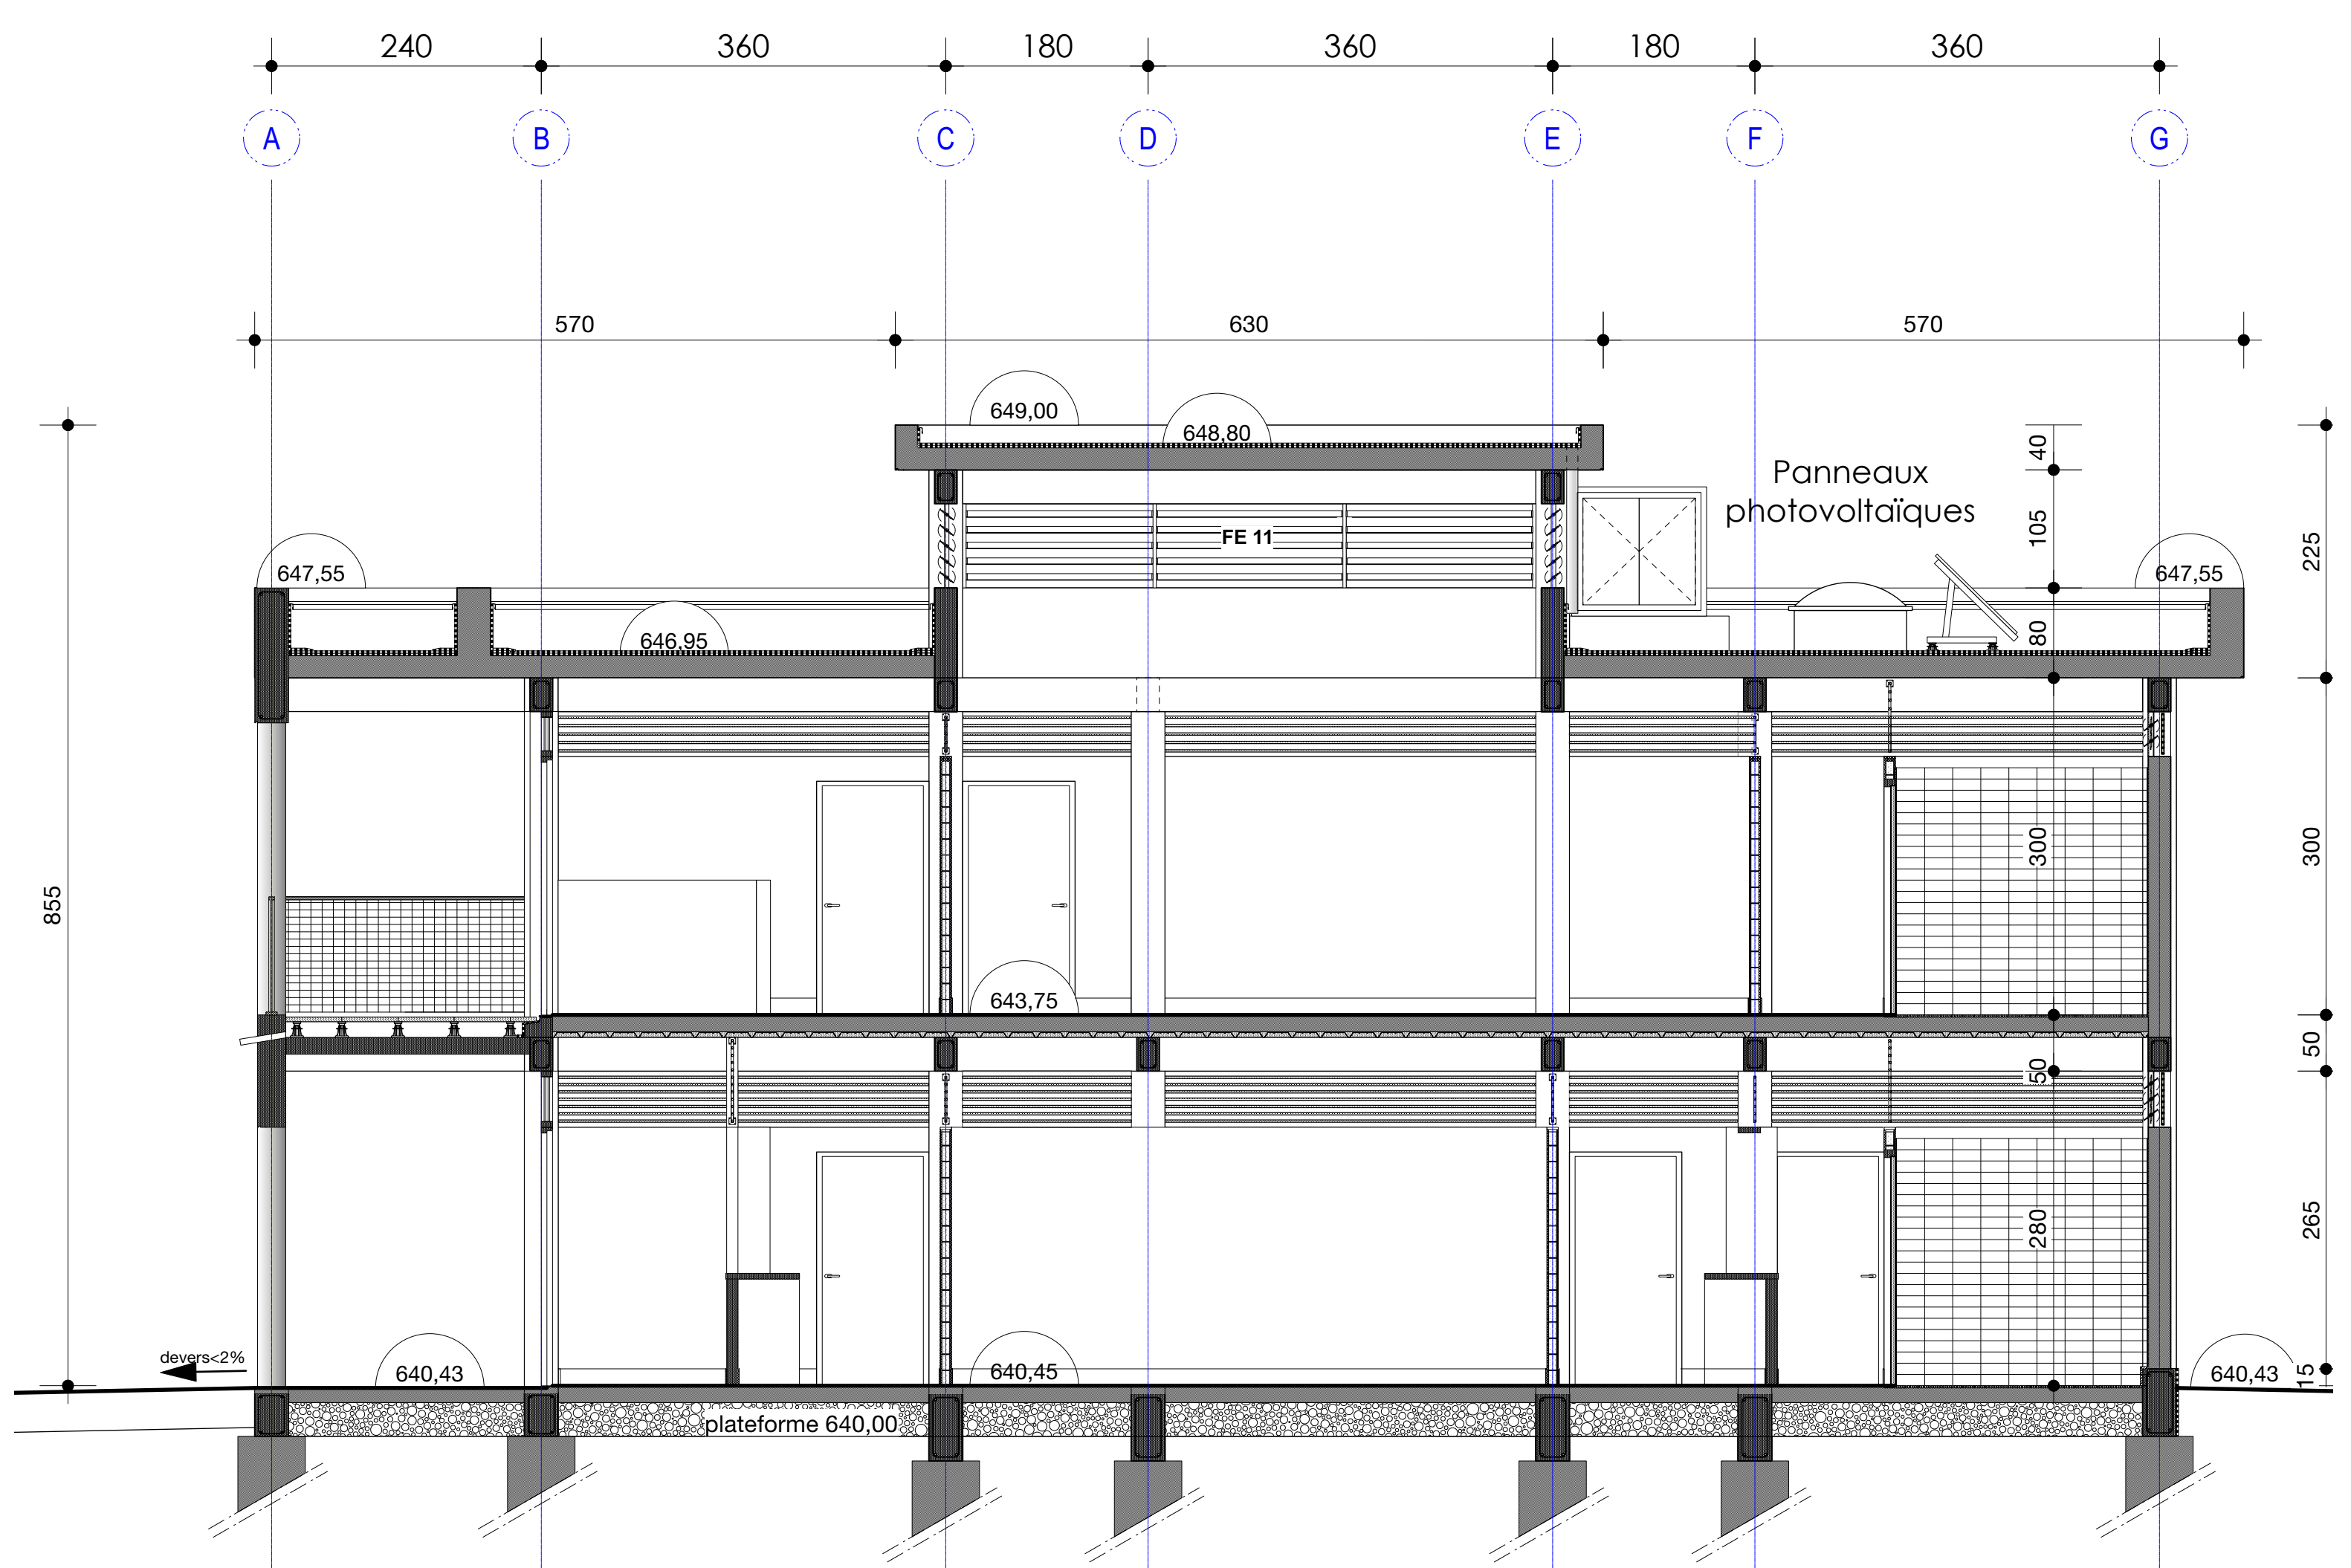 240 360 180 360 180 360
A B C D E F G
570 630 570
649,00
648,80
40
Panneaux
photovoltaïques
105
225
FE 11
647,55
647,55
646,95
80
855
300
300
643,75
50
50
265
280
devers<2%
640,43
640,45
640,43
15
plateforme 640,00